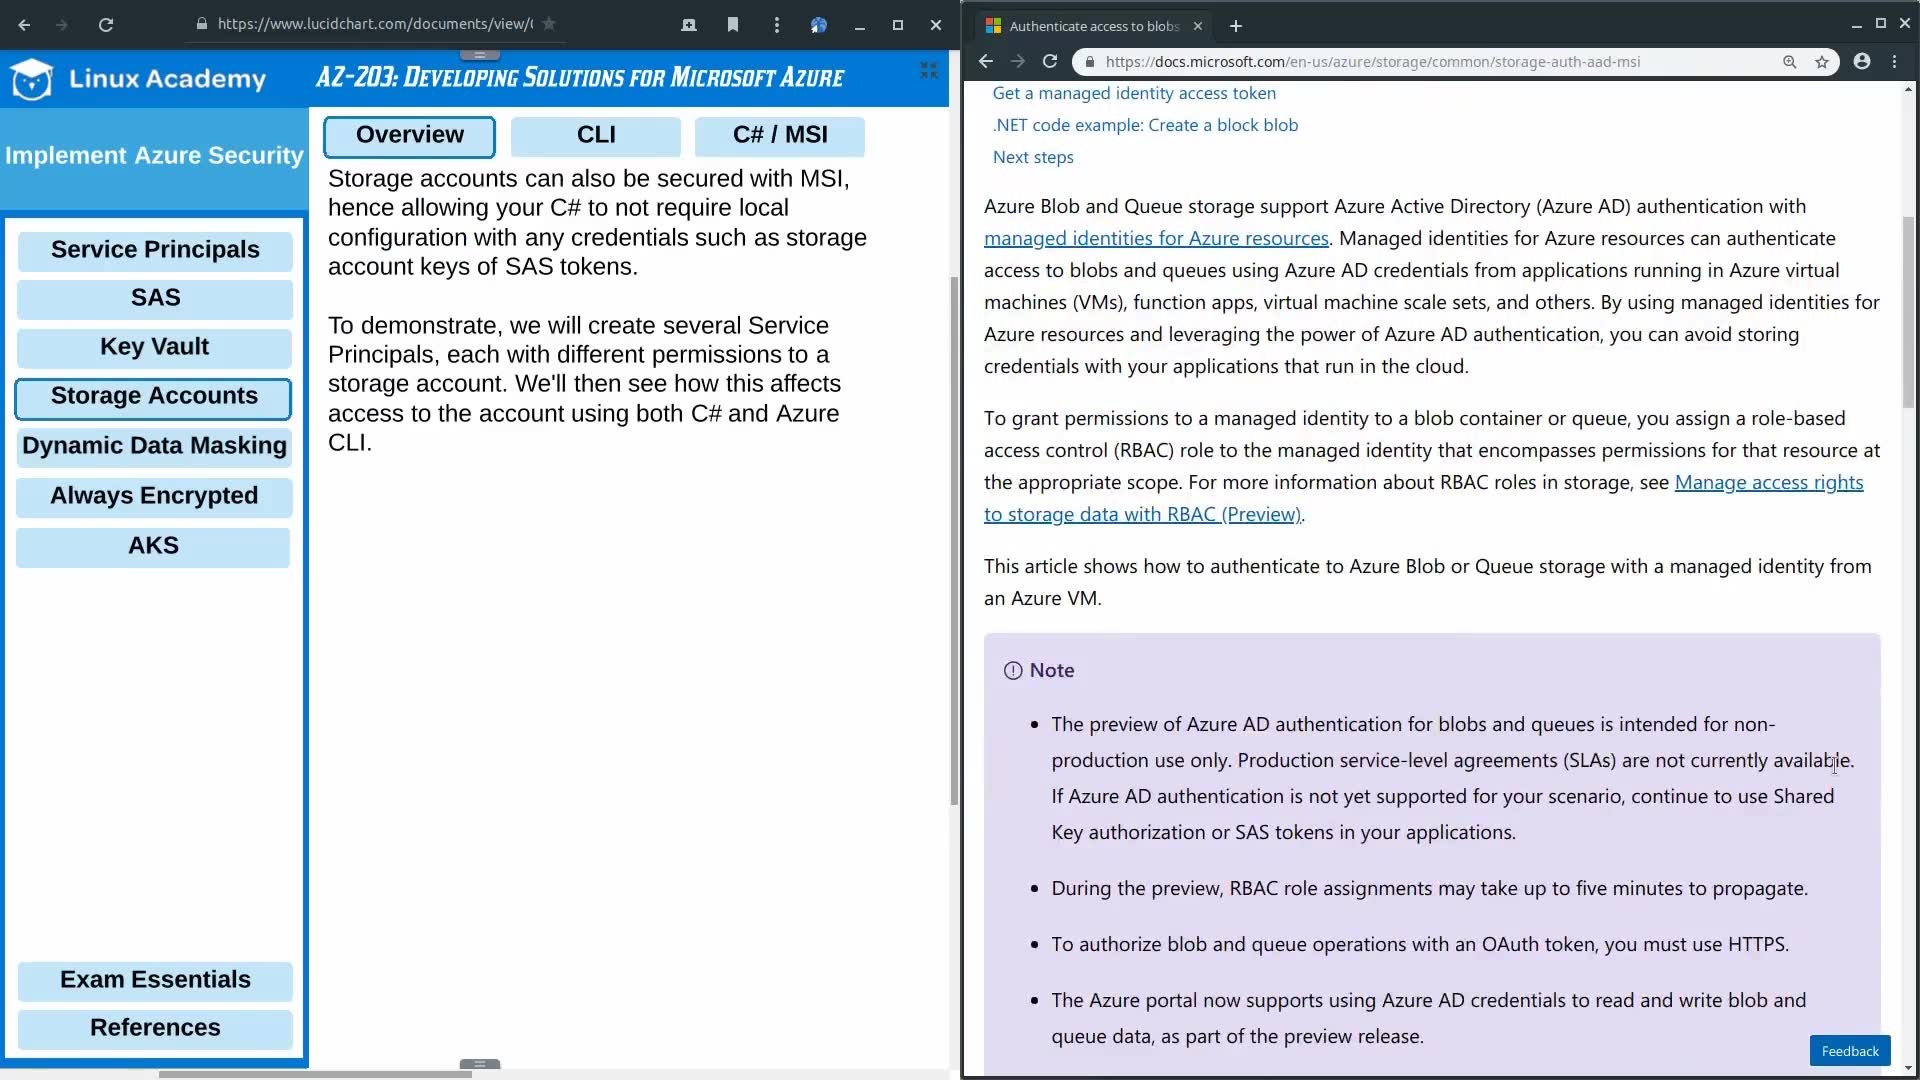 https://www.lucidchart.com/documents/view/
Linux Academy
AZ-203: Developing Solutions for Microsoft Azure
Implement Azure Security
Service Principals
SAS
Key Vault
Storage Accounts
Dynamic Data Masking
Always Encrypted
AKS
Exam Essentials
References
Overview
CLI
C# / MSI
Storage accounts can also be secured with MSI,
hence allowing your C# to not require local
configuration with any credentials such as storage
account keys of SAS tokens.
To demonstrate, we will create several Service
Principals, each with different permissions to a
storage account. We'll then see how this affects
access to the account using both C# and Azure
CLI.
Authenticate access to blobs
https://docs.microsoft.com/en-us/azure/storage/common/storage-auth-aad-msi
Get a managed identity access token
.NET code example: Create a block blob
Next steps
Azure Blob and Queue storage support Azure Active Directory (Azure AD) authentication with
managed identities for Azure resources. Managed identities for Azure resources can authenticate
access to blobs and queues using Azure AD credentials from applications running in Azure virtual
machines (VMs), function apps, virtual machine scale sets, and others. By using managed identities for
Azure resources and leveraging the power of Azure AD authentication, you can avoid storing
credentials with your applications that run in the cloud.
To grant permissions to a managed identity to a blob container or queue, you assign a role-based
access control (RBAC) role to the managed identity that encompasses permissions for that resource at
the appropriate scope. For more information about RBAC roles in storage, see Manage access rights
to storage data with RBAC (Preview).
This article shows how to authenticate to Azure Blob or Queue storage with a managed identity from
an Azure VM.
Note
• The preview of Azure AD authentication for blobs and queues is intended for non-
production use only. Production service-level agreements (SLAs) are not currently available.
If Azure AD authentication is not yet supported for your scenario, continue to use Shared
Key authorization or SAS tokens in your applications.
• During the preview, RBAC role assignments may take up to five minutes to propagate.
• To authorize blob and queue operations with an OAuth token, you must use HTTPS.
• The Azure portal now supports using Azure AD credentials to read and write blob and
queue data, as part of the preview release.
Feedback